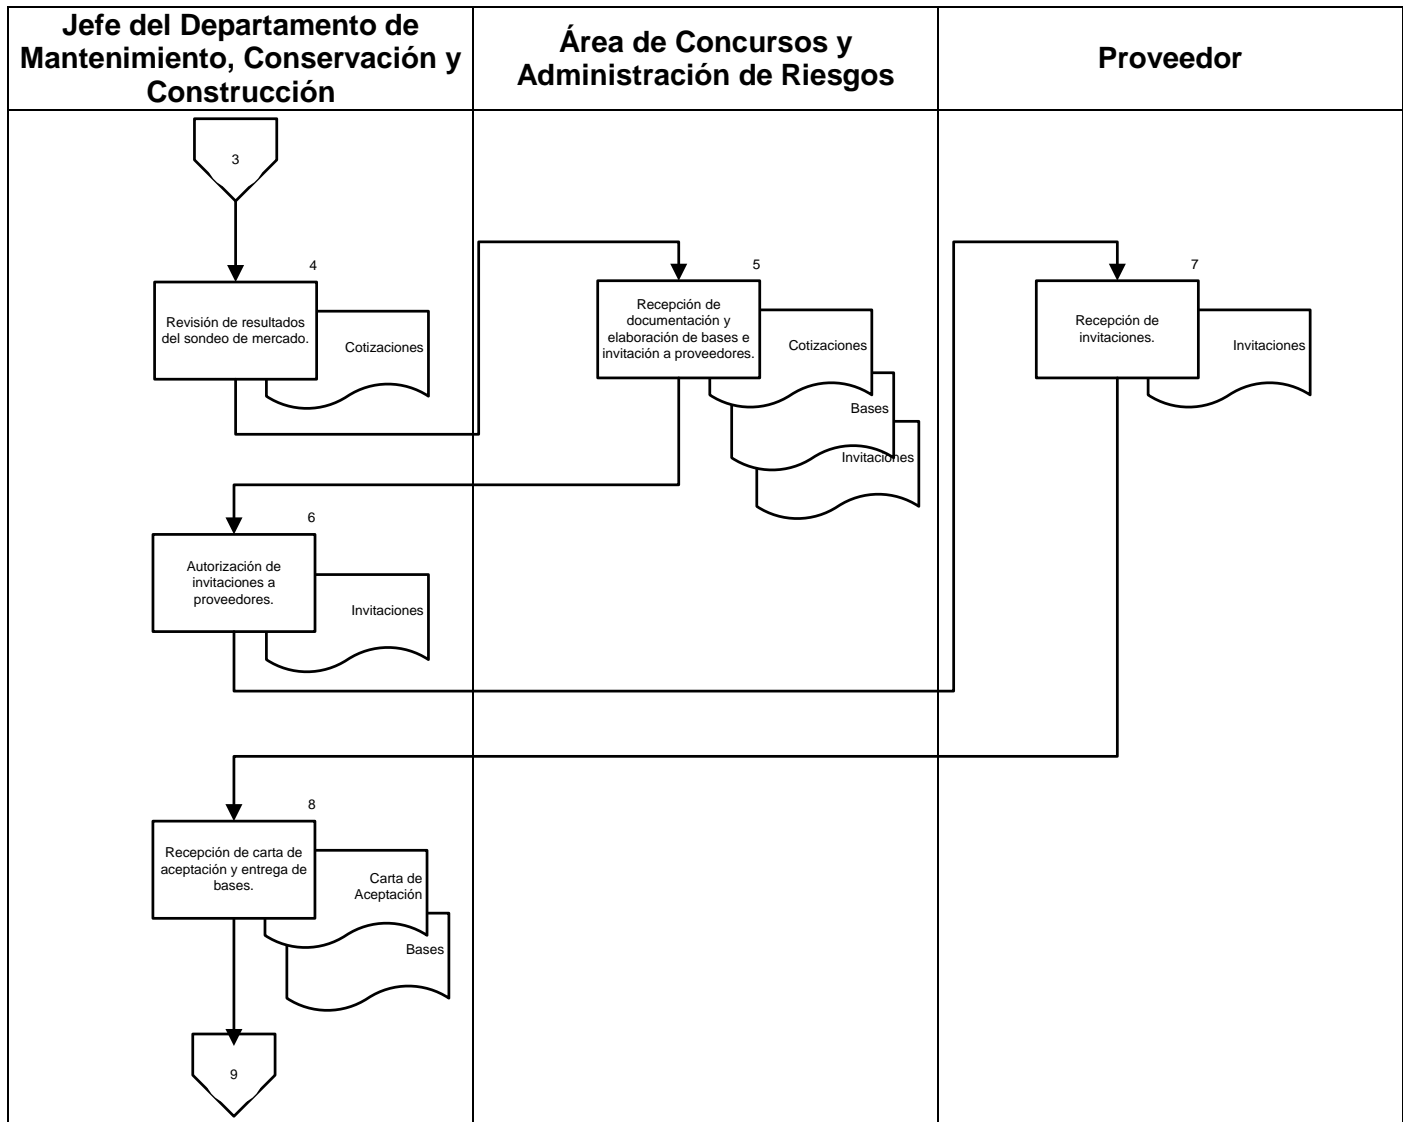 Jefe del Departamento de
Mantenimiento, Conservación y
Construcción
Área de Concursos y
Administración de Riesgos
Proveedor
3
4
Revisión de resultados
del sondeo de mercado.
Cotizaciones
5
Recepción de
documentación y
elaboración de bases e
invitación a proveedores.
Cotizaciones
Bases
Invitaciones
7
Recepción de
invitaciones.
Invitaciones
6
Autorización de
invitaciones a
proveedores.
Invitaciones
8
Recepción de carta de
aceptación y entrega de
bases.
Carta de
Aceptación
Bases
9